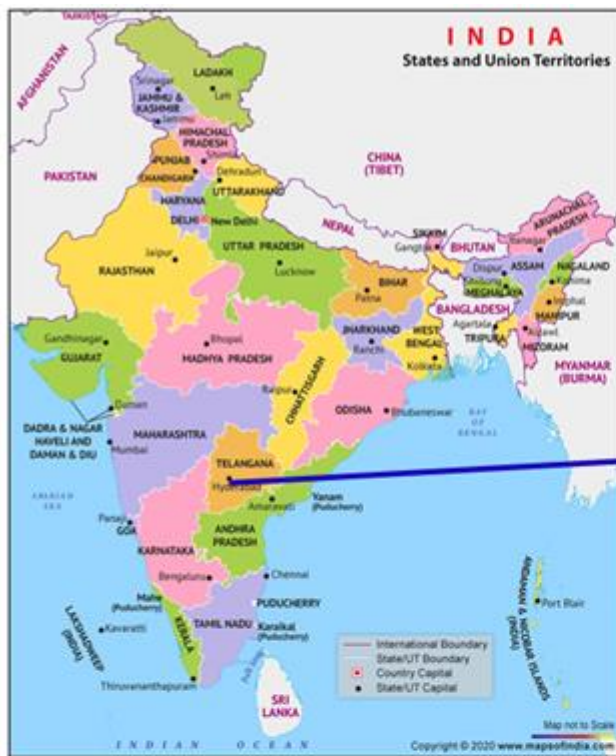 INDIA
States and Union Territories
TAJIKISTAN
AFGHANISTAN
PAKISTAN
CHINA
(TIBET)
NEPAL
BHUTAN
BANGLADESH
MYANMAR
(BURMA)
LADAKH
Leh
Srinagar
JAMMU &
KASHMIR
Jammu
HIMACHAL
PRADESH
Shimla
PUNJAB
CHANDIGARH
Dehradun
UTTARAKHAND
HARYANA
DELHI
New Delhi
RAJASTHAN
Jaipur
UTTAR PRADESH
Lucknow
BIHAR
Patna
SIKKIM
Gangtok
ARUNACHAL
PRADESH
Itanagar
Dispur
ASSAM
NAGALAND
Kohima
Shillong
MEGHALAYA
Imphal
MANIPUR
Agartala
TRIPURA
Aizawl
MIZORAM
Gandhinagar
GUJARAT
Bhopal
MADHYA PRADESH
JHARKHAND
Ranchi
WEST
BENGAL
Kolkata
Raipur
CHHATTISGARH
ODISHA
Bhubaneswar
BAY
OF
BENGAL
Daman
DADRA & NAGAR
HAVELI AND
DAMAN & DIU
MAHARASHTRA
Mumbai
ARABIAN
SEA
TELANGANA
Hyderabad
Amaravati
Yanam
(Puducherry)
Panaji
GOA
KARNATAKA
ANDHRA
PRADESH
Bengaluru
Chennai
Mahe
(Puducherry)
PUDUCHERRY
TAMIL NADU
Karaikal
(Puducherry)
KERALA
LAKSHADWEEP
(INDIA)
Kavaratti
Thiruvananthapuram
SRI
LANKA
ANDAMAN & NICOBAR ISLANDS
(INDIA)
Port Blair
International Boundary
State/UT Boundary
Country Capital
State/UT Capital
Map not to Scale
INDIAN OCEAN
Copyright © 2020 www.mapsofindia.com